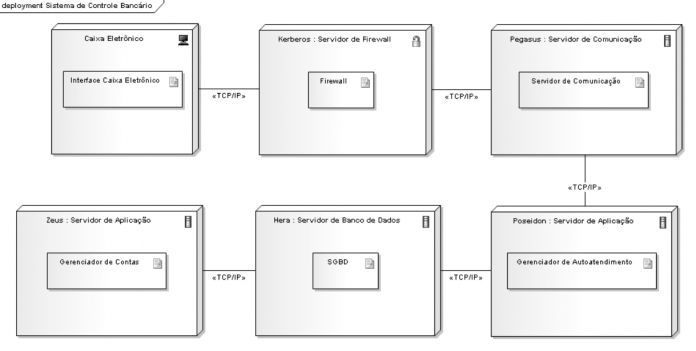 deployment Sistema de Controle Bancário
Caixa Eletrônico
Interface Caixa Eletrônico
«TCP/IP»
Kerberos : Servidor de Firewall
Firewall
«TCP/IP»
Pegasus : Servidor de Comunicação
Servidor de Comunicação
«TCP/IP»
Zeus : Servidor de Aplicação
Gerenciador de Contas
«TCP/IP»
Hera : Servidor de Banco de Dados
SGBD
«TCP/IP»
Poseidon : Servidor de Aplicação
Gerenciador de Autoatendimento